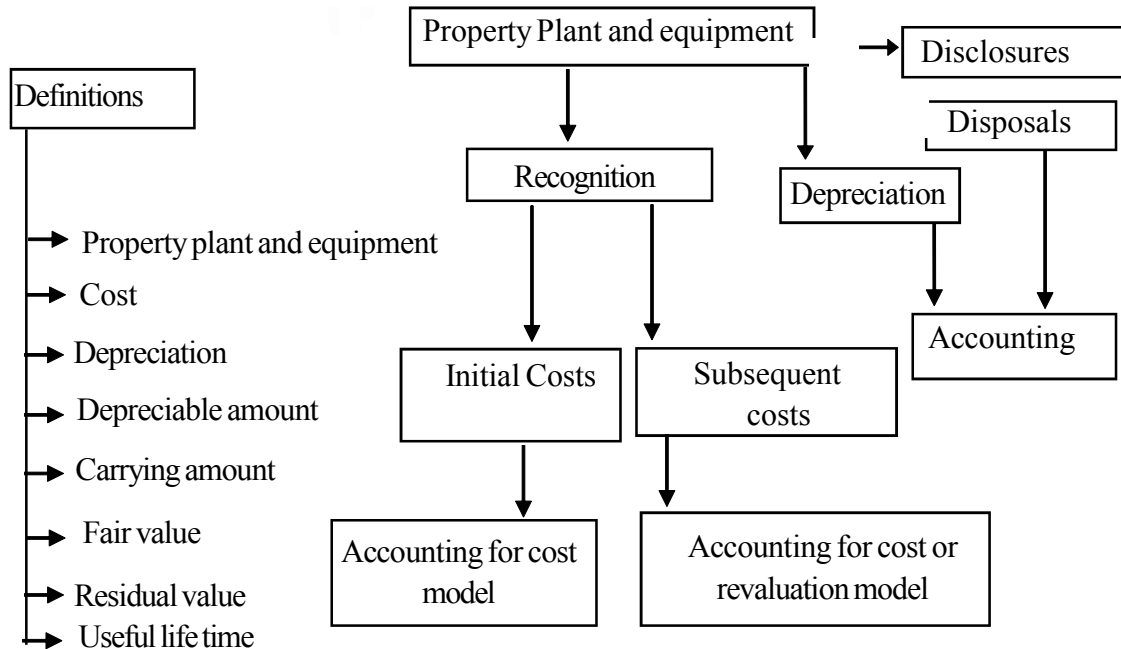 Property Plant and equipment
Disclosures
Definitions
Disposals
Recognition
Depreciation
Property plant and equipment
Cost
Depreciation
Depreciable amount
Carrying amount
Fair value
Residual value
Useful life time
Accounting
Initial Costs
Subsequent
costs
Accounting for cost
model
Accounting for cost or
revaluation model